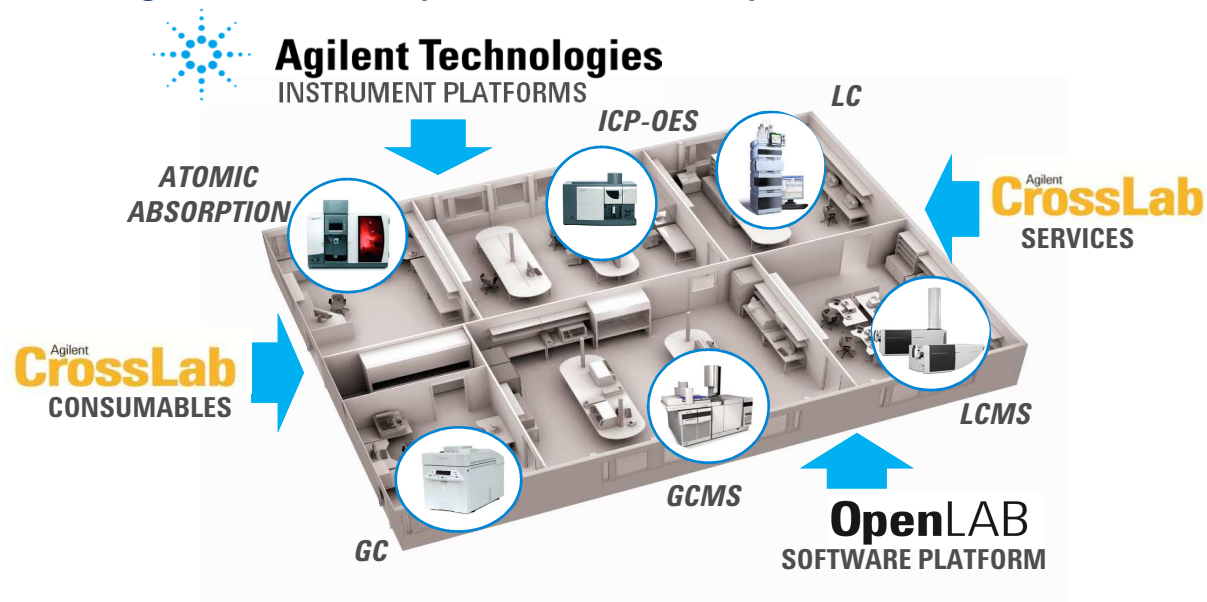 Agilent Technologies
INSTRUMENT PLATFORMS
LC
ICP-OES
ATOMIC
ABSORPTION
Agilent
CrossLab
SERVICES
Agilent
CrossLab
CONSUMABLES
LCMS
GCMS
GC
OpenLAB
SOFTWARE PLATFORM